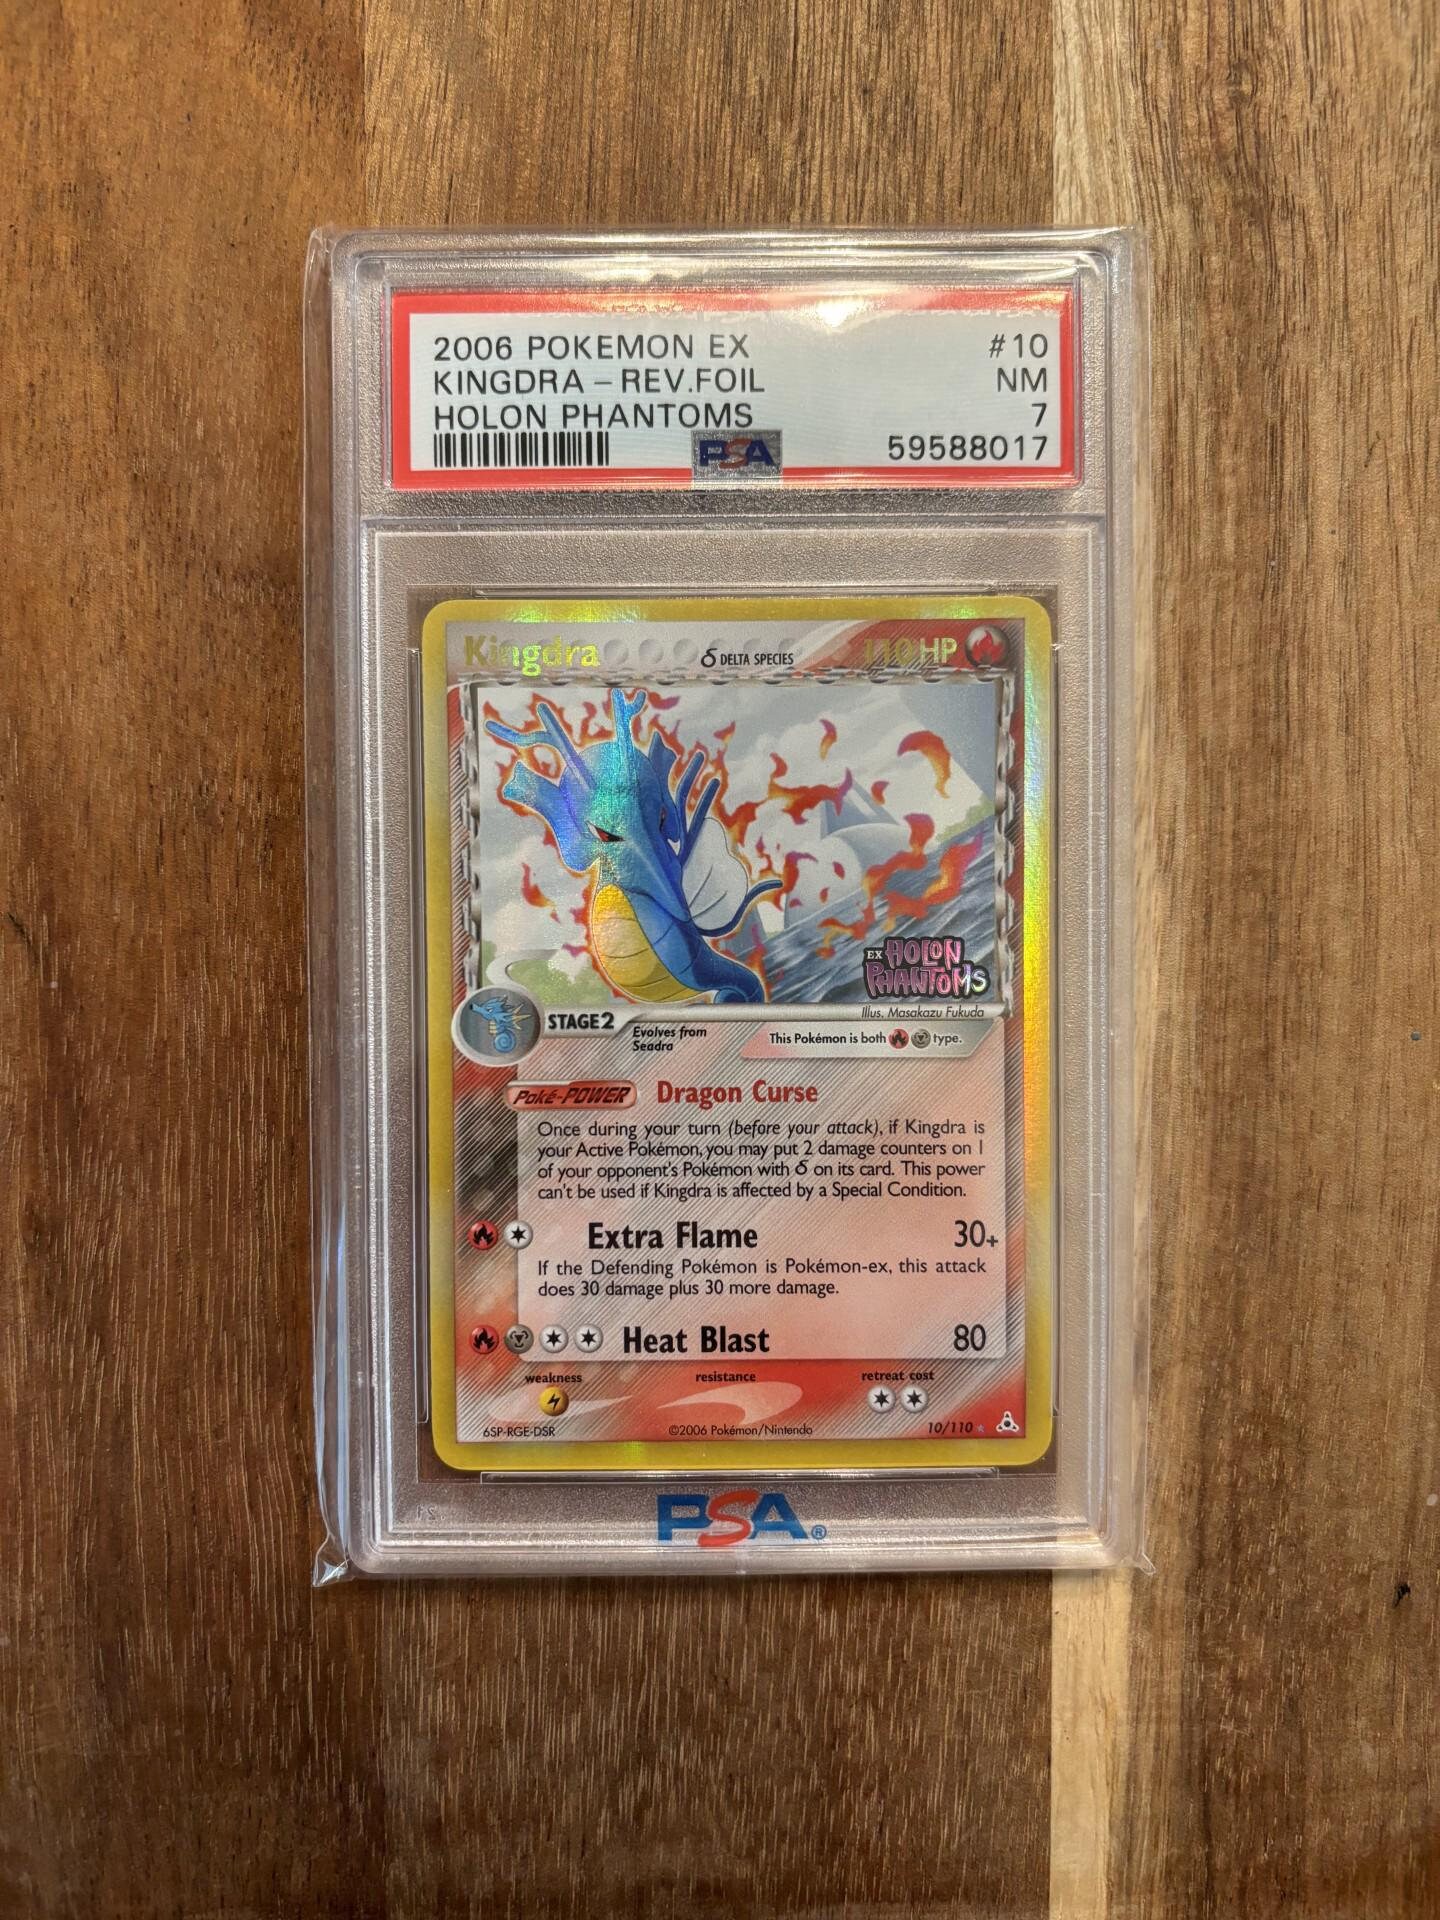 2006 POKEMON EX #10
KINGDRA - REV.FOIL NM
HOLON PHANTOMS 7
PSA 59588017
Kingdra δ DELTA SPECIES 110 HP
EX HOLON
PHANTOMS
Illus. Masakazu Fukuda
STAGE2 Evolves from
Seadra
This Pokémon is both type.
Poké-POWER Dragon Curse
Once during your turn (before your attack), if Kingdra is
your Active Pokémon, you may put 2 damage counters on 1
of your opponent's Pokémon with δ on its card. This power
can't be used if Kingdra is affected by a Special Condition.
Extra Flame 30+
If the Defending Pokémon is Pokémon-ex, this attack
does 30 damage plus 30 more damage.
Heat Blast 80
weakness resistance retreat cost
6SP-RGE-DSR ©2006 Pokémon/Nintendo 10/110 ★
PSA®